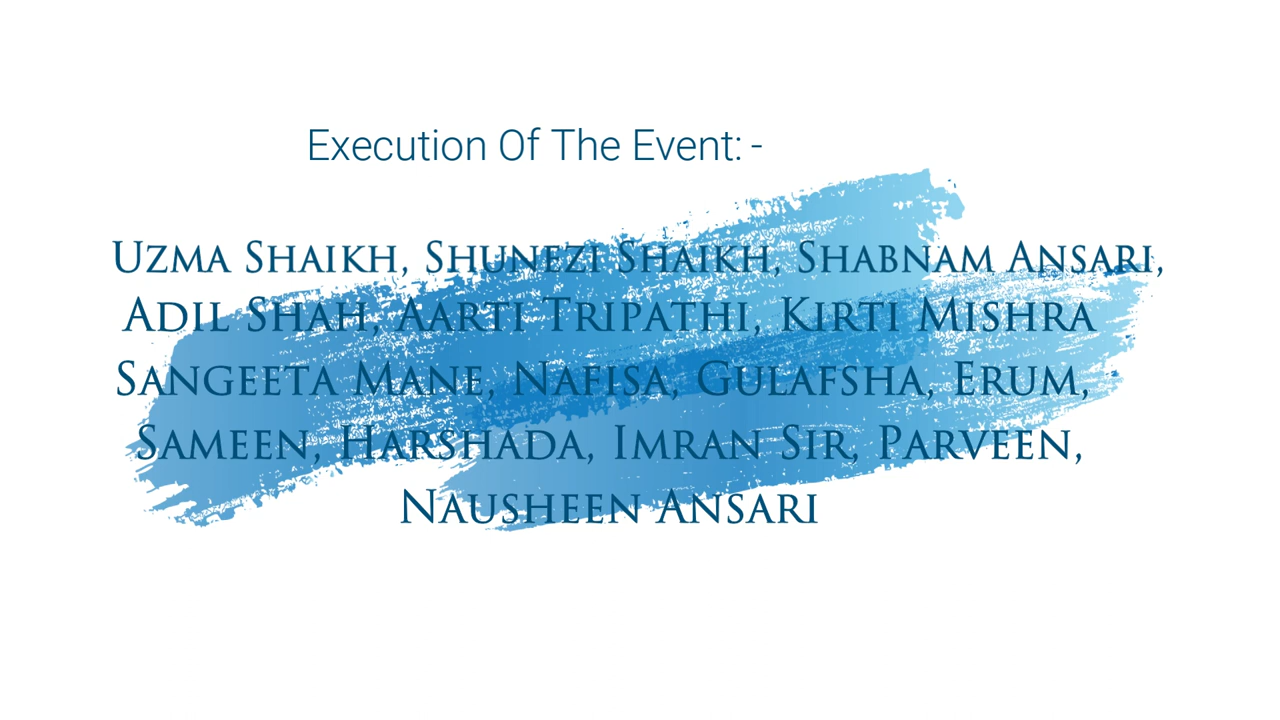 Execution Of The Event: -
Uzma Shaikh, Shunezi Shaikh, Shabnam Ansari,
Adil Shah, Aarti Tripathi, Kirti Mishra
Sangeeta Mane, Nafisa, Gulafsha, Erum,
Sameen, Harshada, Imran Sir, Parveen,
Nausheen Ansari